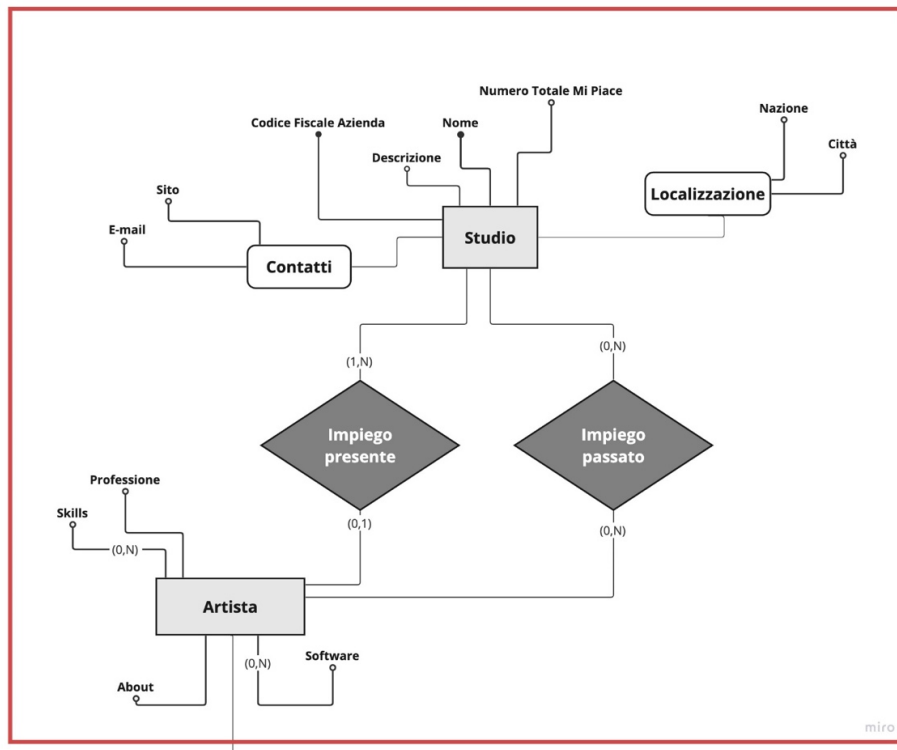 Numero Totale Mi Piace
Nazione
Codice Fiscale Azienda
Nome
Città
Descrizione
Sito
Localizzazione
E-mail
Studio
Contatti
(1,N)
(0,N)
Impiego
presente
Impiego
passato
Professione
Skills
(0,N)
(0,1)
(0,N)
Artista
(0,N)
Software
About
miro